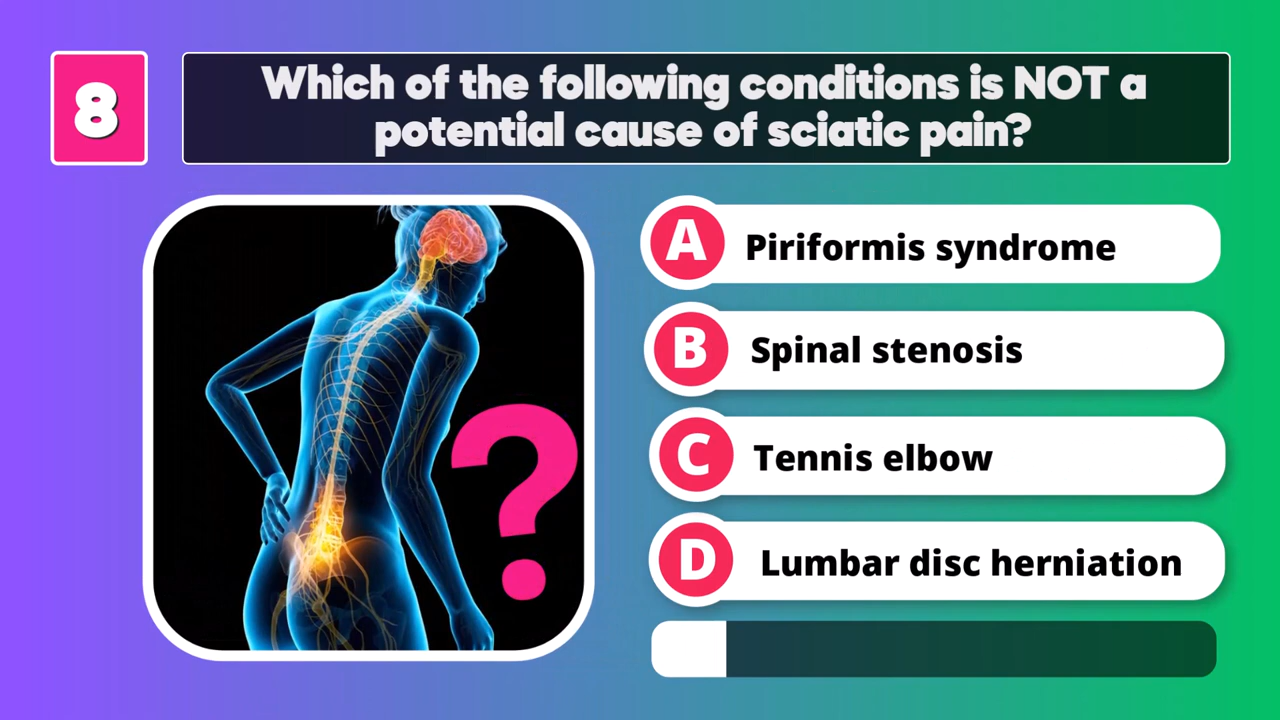 8
Which of the following conditions is NOT a
potential cause of sciatic pain?
?
A Piriformis syndrome
B Spinal stenosis
C Tennis elbow
D Lumbar disc herniation